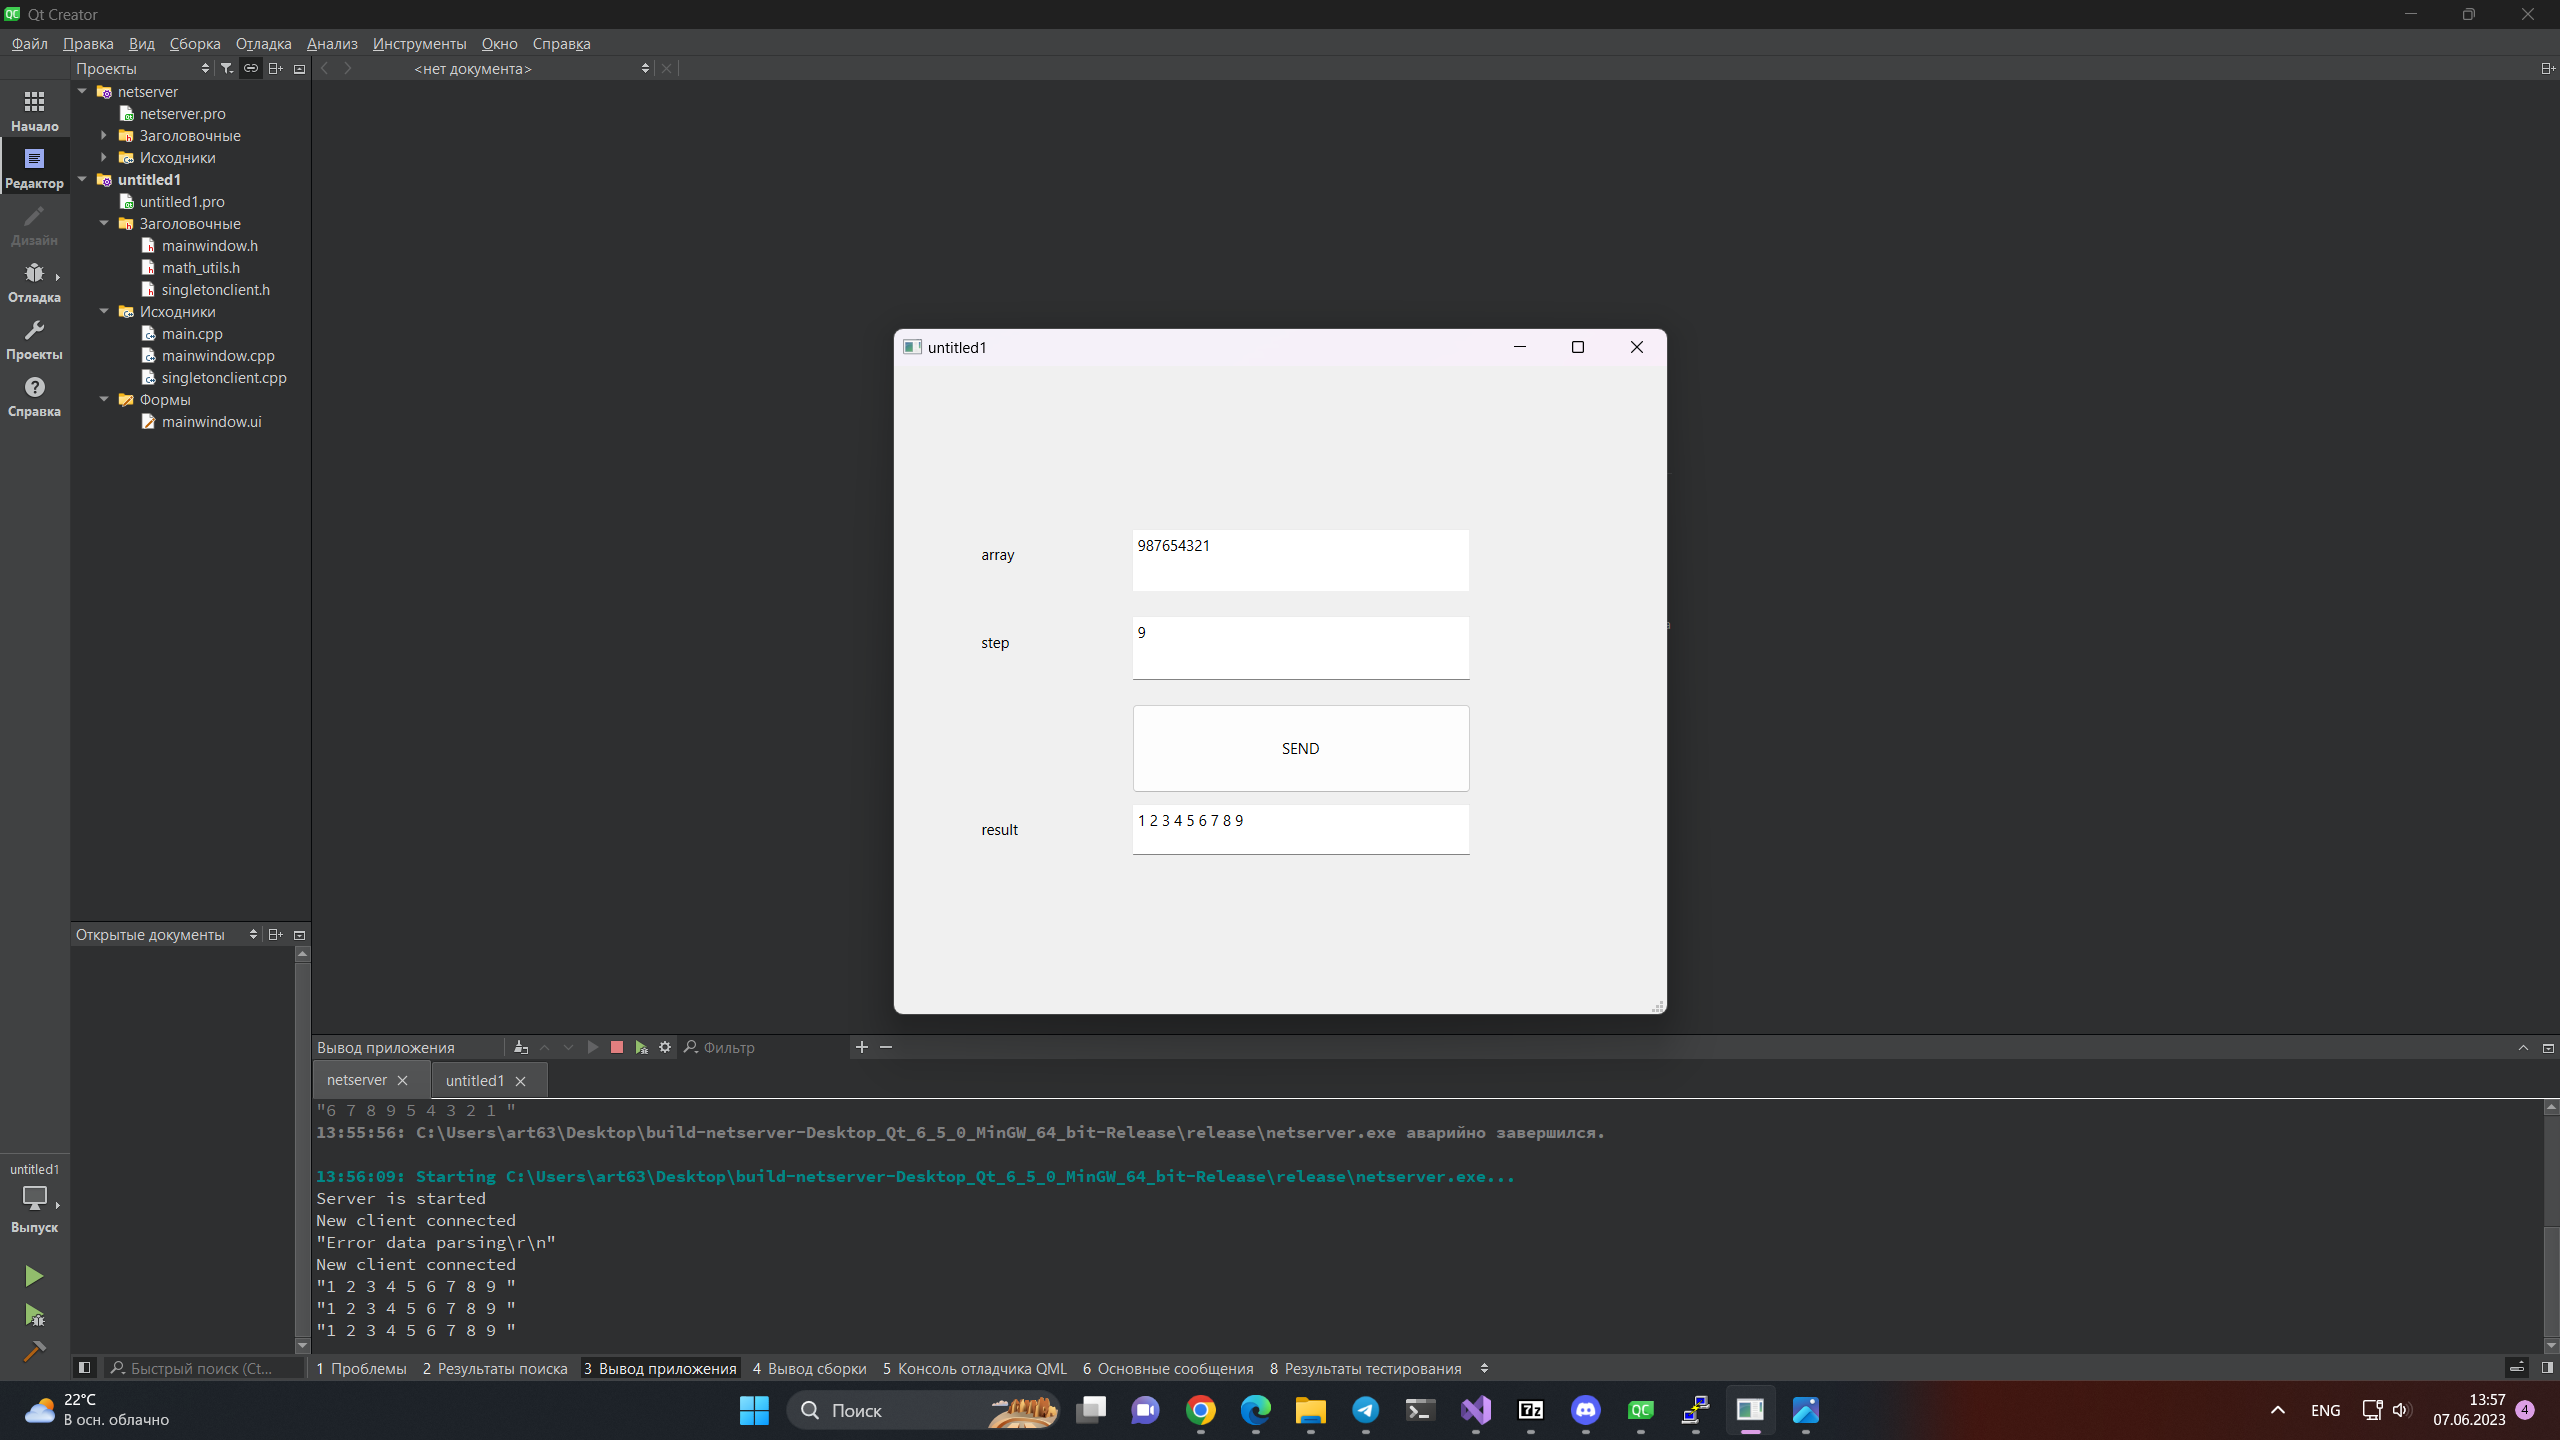 Qt Creator
Файл Правка Вид Сборка Отладка Анализ Инструменты Окно Справка
Проекты
<нет документа>
netserver
netserver.pro
Заголовочные
Исходники
untitled1
untitled1.pro
Заголовочные
mainwindow.h
math_utils.h
singletonclient.h
Исходники
main.cpp
mainwindow.cpp
singletonclient.cpp
Формы
mainwindow.ui
Начало
Редактор
Дизайн
Отладка
Проекты
Справка
untitled1
array
987654321
step
9
SEND
result
1 2 3 4 5 6 7 8 9
Открытые документы
Вывод приложения
Фильтр
netserver
untitled1
"6 7 8 9 5 4 3 2 1 "
13:55:56: C:\Users\art63\Desktop\build-netserver-Desktop_Qt_6_5_0_MinGW_64_bit-Release\release\netserver.exe аварийно завершился.
13:56:09: Starting C:\Users\art63\Desktop\build-netserver-Desktop_Qt_6_5_0_MinGW_64_bit-Release\release\netserver.exe...
Server is started
New client connected
"Error data parsing\r\n"
New client connected
"1 2 3 4 5 6 7 8 9 "
"1 2 3 4 5 6 7 8 9 "
"1 2 3 4 5 6 7 8 9 "
untitled1
Выпуск
Быстрый поиск (Ct...
1 Проблемы 2 Результаты поиска 3 Вывод приложения 4 Вывод сборки 5 Консоль отладчика QML 6 Основные сообщения 8 Результаты тестирования
22°C
В осн. облачно
Поиск
ENG
13:57
07.06.2023
4